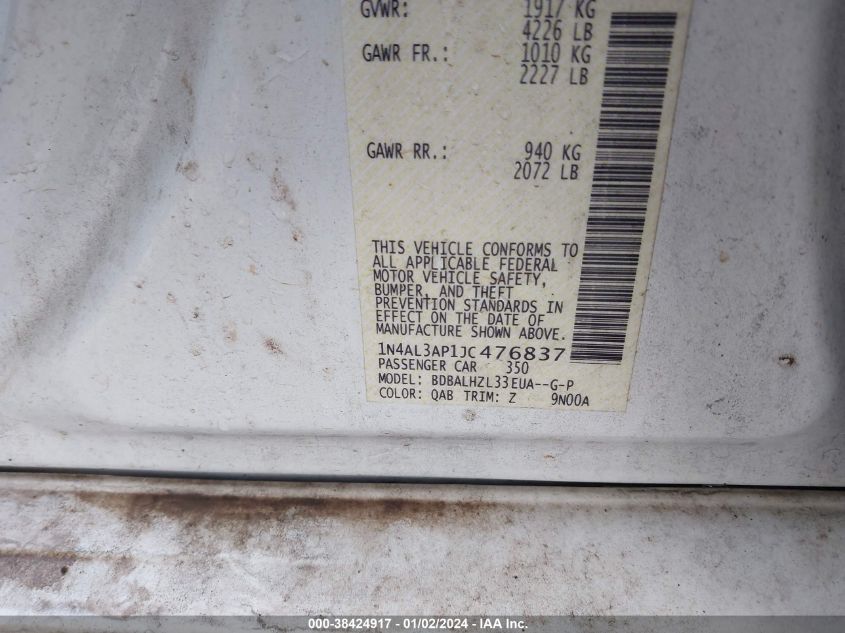 GVWR: 1917 KG
4226 LB
GAWR FR.: 1010 KG
2227 LB
GAWR RR.: 940 KG
2072 LB
THIS VEHICLE CONFORMS TO
ALL APPLICABLE FEDERAL
MOTOR VEHICLE SAFETY,
BUMPER, AND THEFT
PREVENTION STANDARDS IN
EFFECT ON THE DATE OF
MANUFACTURE SHOWN ABOVE.
1N4AL3AP1JC476837
PASSENGER CAR 350
MODEL: BDBALHZL33EUA--G-P
COLOR: QAB TRIM: Z 9N00A
000-38424917 - 01/02/2024 - IAA Inc.